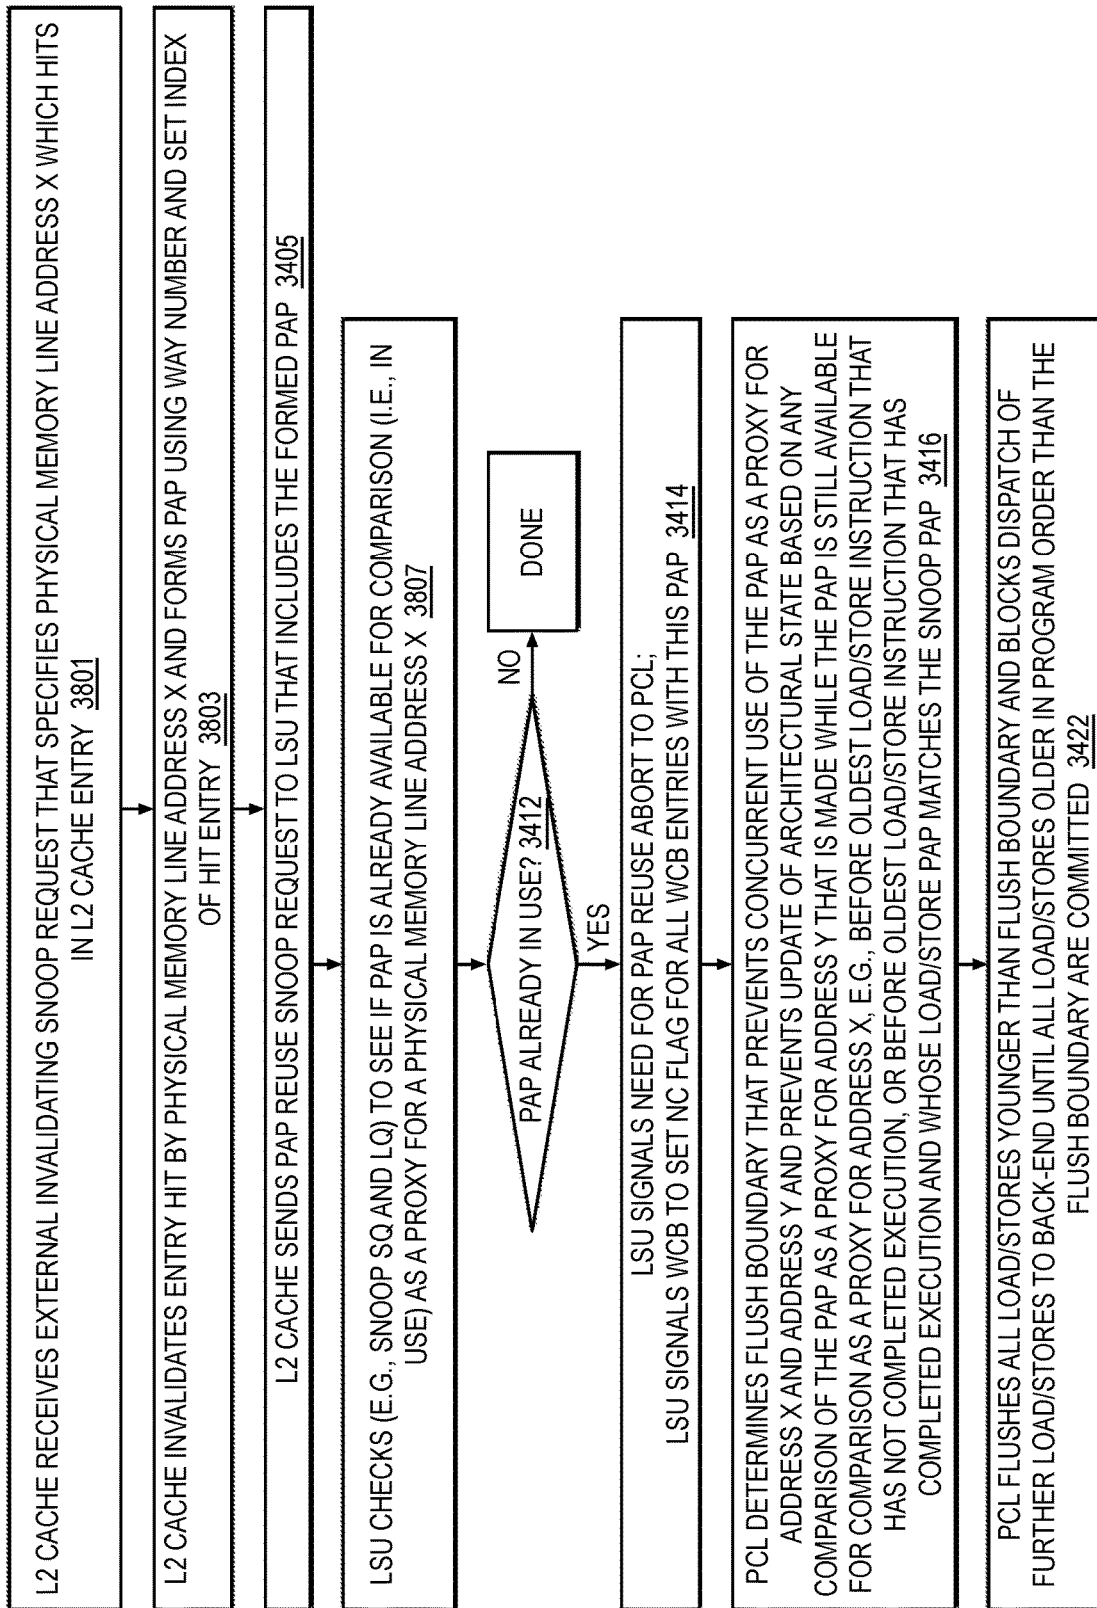 L2 CACHE RECEIVES EXTERNAL INVALIDATING SNOOP REQUEST THAT SPECIFIES PHYSICAL MEMORY LINE ADDRESS X WHICH HITS
IN L2 CACHE ENTRY 3801
L2 CACHE INVALIDATES ENTRY HIT BY PHYSICAL MEMORY LINE ADDRESS X AND FORMS PAP USING WAY NUMBER AND SET INDEX
OF HIT ENTRY 3803
L2 CACHE SENDS PAP REUSE SNOOP REQUEST TO LSU THAT INCLUDES THE FORMED PAP 3405
LSU CHECKS (E.G., SNOOP SQ AND LQ) TO SEE IF PAP IS ALREADY AVAILABLE FOR COMPARISON (I.E., IN
USE) AS A PROXY FOR A PHYSICAL MEMORY LINE ADDRESS X 3807
PAP ALREADY IN USE? 3412
NO
DONE
YES
LSU SIGNALS NEED FOR PAP REUSE ABORT TO PCL;
LSU SIGNALS WCB TO SET NC FLAG FOR ALL WCB ENTRIES WITH THIS PAP 3414
PCL DETERMINES FLUSH BOUNDARY THAT PREVENTS CONCURRENT USE OF THE PAP AS A PROXY FOR
ADDRESS X AND ADDRESS Y AND PREVENTS UPDATE OF ARCHITECTURAL STATE BASED ON ANY
COMPARISON OF THE PAP AS A PROXY FOR ADDRESS Y THAT IS MADE WHILE THE PAP IS STILL AVAILABLE
FOR COMPARISON AS A PROXY FOR ADDRESS X, E.G., BEFORE OLDEST LOAD/STORE INSTRUCTION THAT
HAS NOT COMPLETED EXECUTION, OR BEFORE OLDEST LOAD/STORE INSTRUCTION THAT HAS
COMPLETED EXECUTION AND WHOSE LOAD/STORE PAP MATCHES THE SNOOP PAP 3416
PCL FLUSHES ALL LOAD/STORES YOUNGER THAN FLUSH BOUNDARY AND BLOCKS DISPATCH OF
FURTHER LOAD/STORES TO BACK-END UNTIL ALL LOAD/STORES OLDER IN PROGRAM ORDER THAN THE
FLUSH BOUNDARY ARE COMMITTED 3422